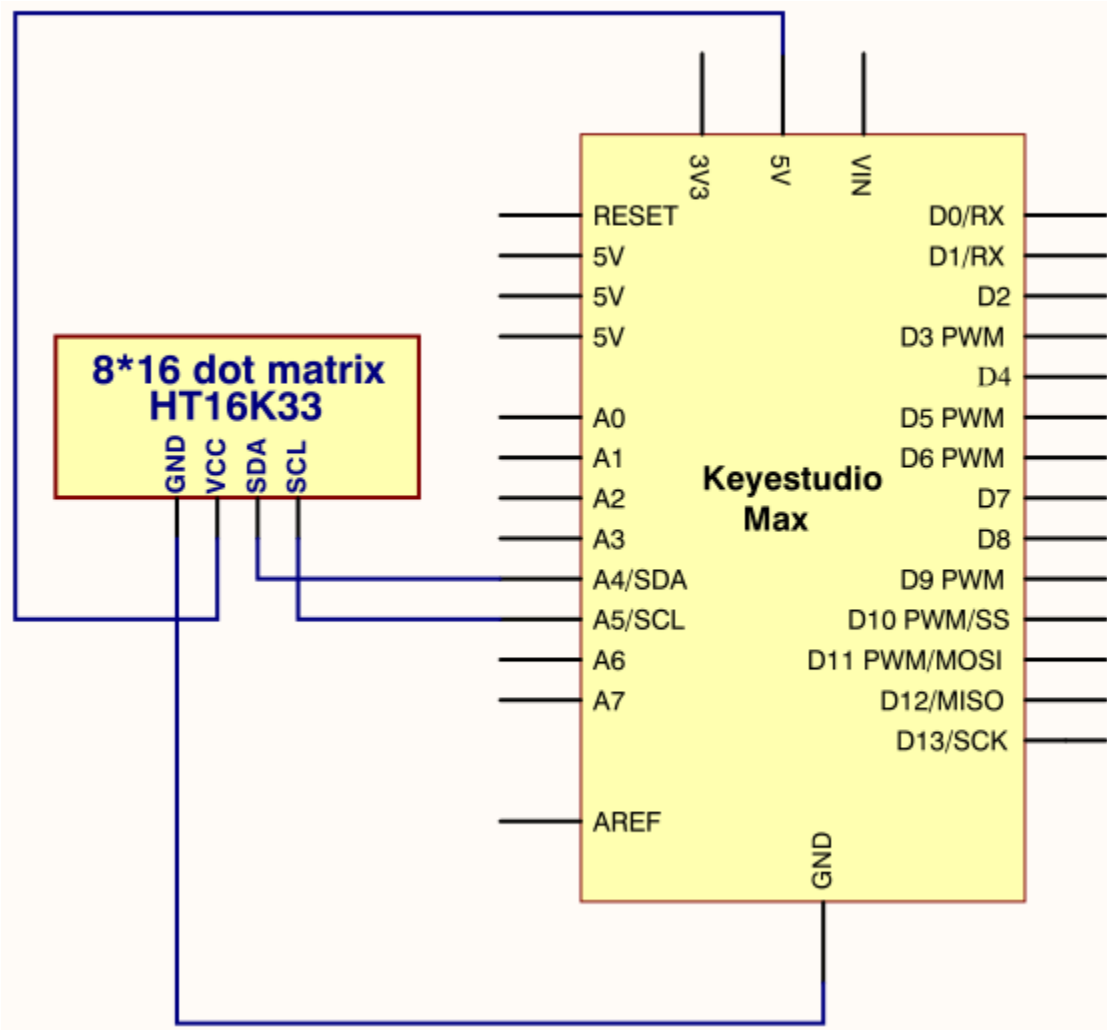 3V3
5V
VIN
RESET
5V
5V
5V
A0
A1
A2
A3
A4/SDA
A5/SCL
A6
A7
AREF
D0/RX
D1/RX
D2
D3 PWM
D4
D5 PWM
D6 PWM
D7
D8
D9 PWM
D10 PWM/SS
D11 PWM/MOSI
D12/MISO
D13/SCK
Keyestudio
Max
GND
8*16 dot matrix
HT16K33
GND
VCC
SDA
SCL